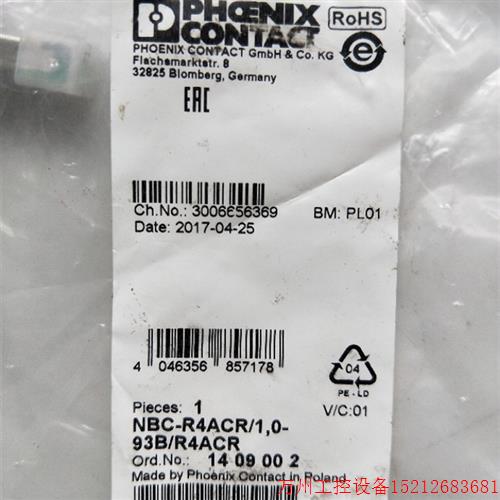 PHOENIX
CONTACT
RoHS
PHOENIX CONTACT GmbH & Co. KG
Flachsmarktstr. 8
32825 Blomberg, Germany
e
EAC
Ch.No.: 3006656369
BM: PL01
Date: 2017-04-25
4 046356 857178
04
PE-LD
Pieces: 1
V/C:01
NBC-R4ACR/1,0-
93B/R4ACR
Ord.No.: 14 09 00 2
Made by Phoenix Contact in Poland
万州工控设备15212683681